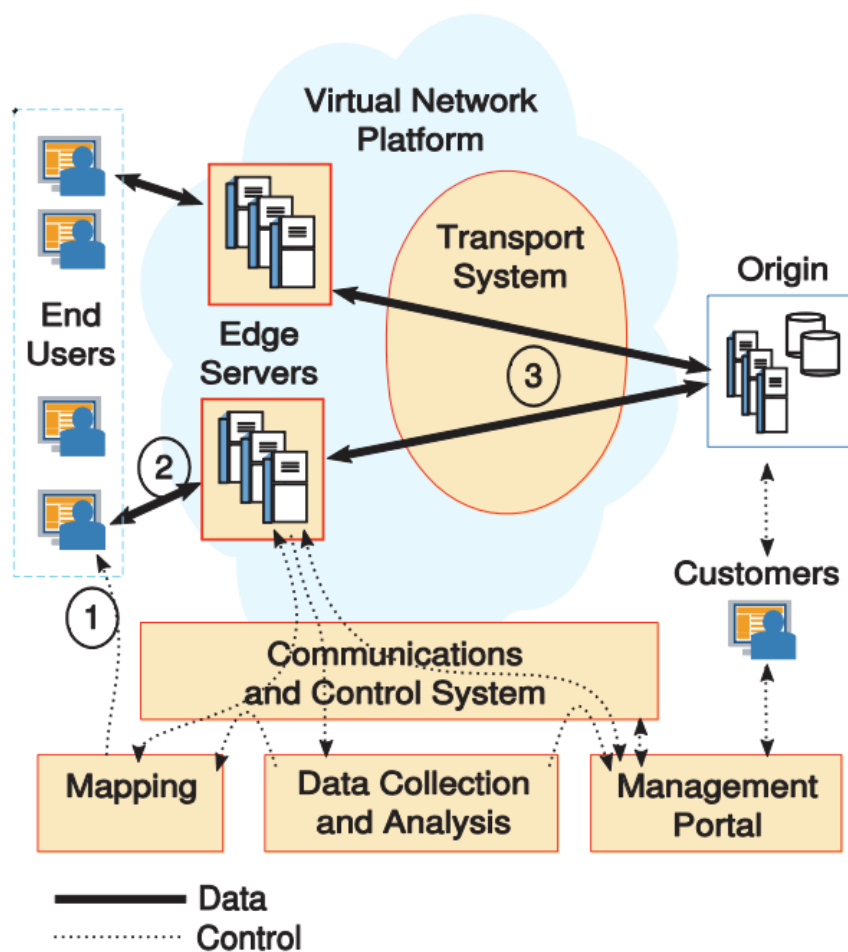 Virtual Network
Platform
Transport
System
Origin
End
Users
Edge
Servers
3
2
1
Customers
Communications
and Control System
Mapping
Data Collection
and Analysis
Management
Portal
Data
Control